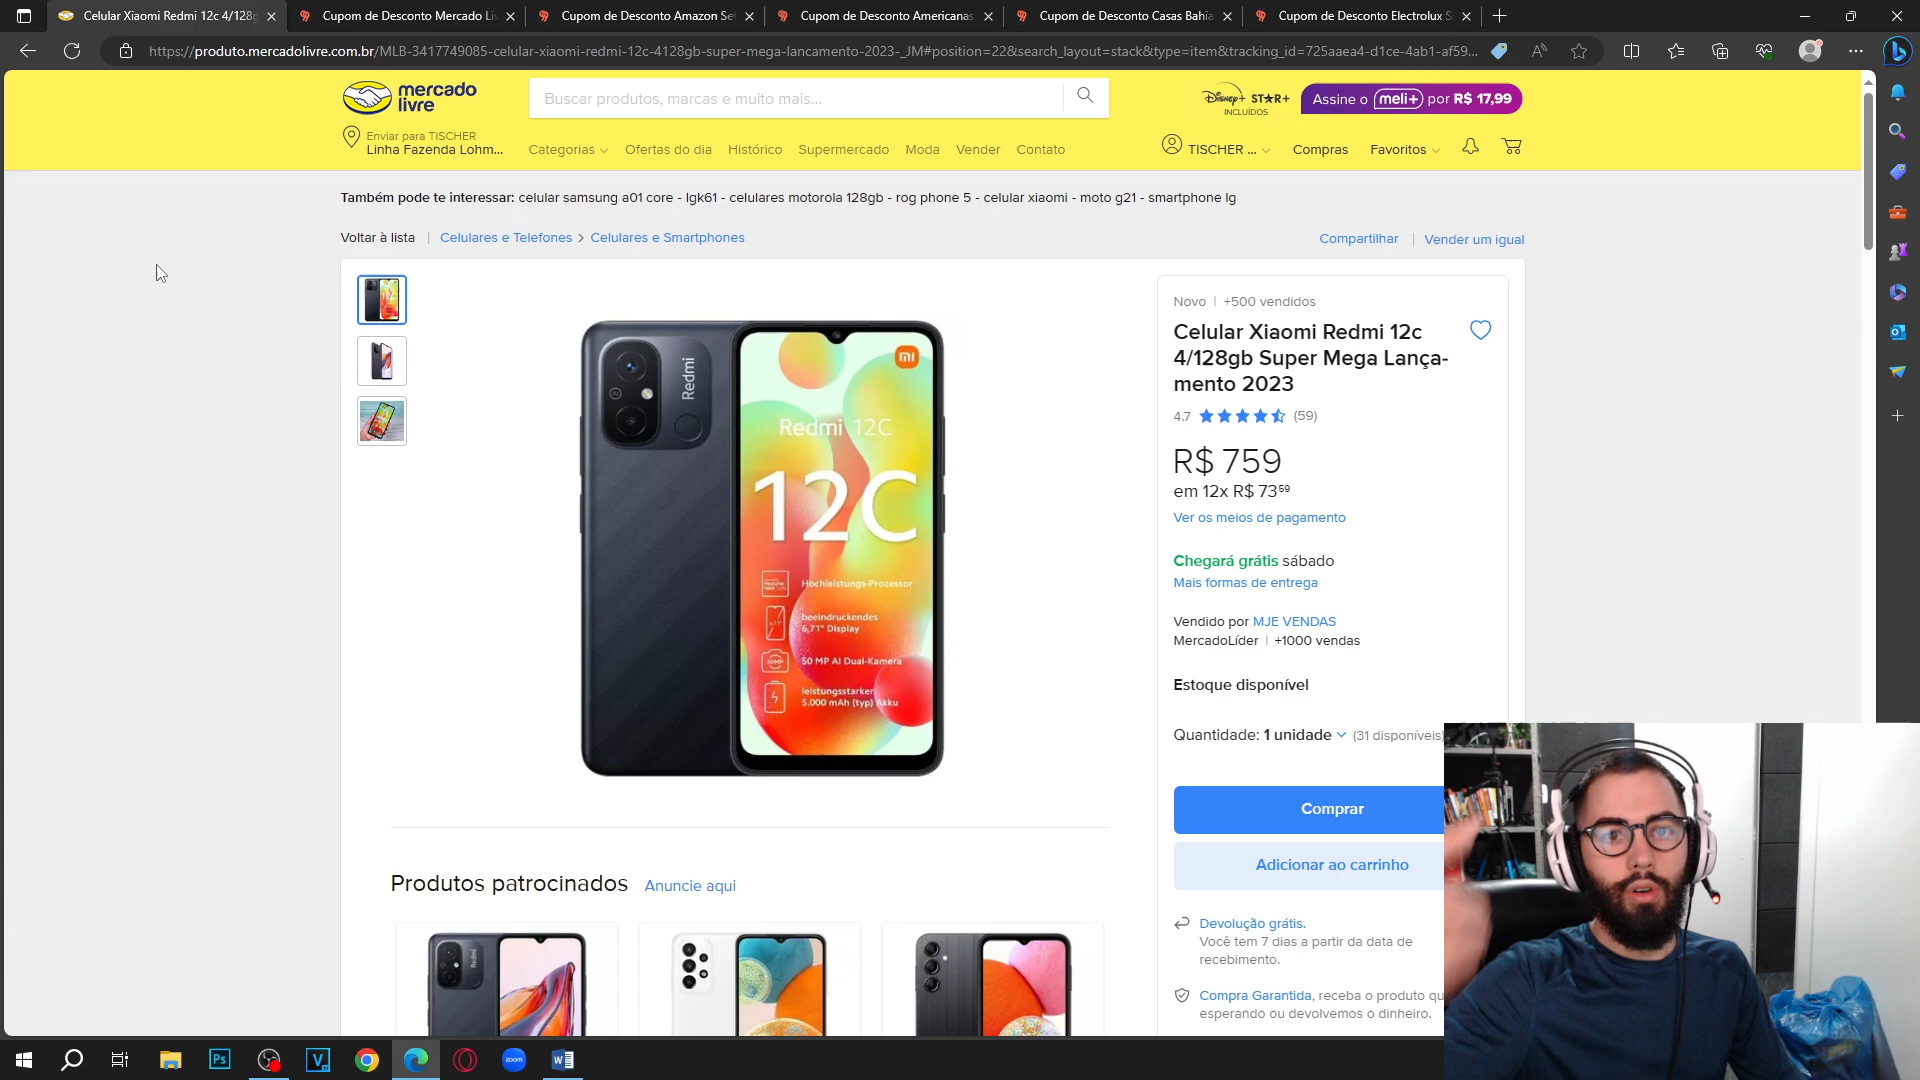 Celular Xiaomi Redmi 12c 4/128g
Cupom de Desconto Mercado Li
Cupom de Desconto Amazon Se
Cupom de Desconto Americanas
Cupom de Desconto Casas Bahia
Cupom de Desconto Electrolux S
https://produto.mercadolivre.com.br/MLB-3417749085-celular-xiaomi-redmi-12c-4128gb-super-mega-lancamento-2023-_JM#position=22&search_layout=stack&type=item&tracking_id=725aaea4-d1ce-4ab1-af59...
mercado
livre
Buscar produtos, marcas e muito mais...
Disney+ STAR+
INCLUÍDOS
Assine o meli+ por R$ 17,99
Enviar para TISCHER
Linha Fazenda Lohm...
Categorias
Ofertas do dia
Histórico
Supermercado
Moda
Vender
Contato
TISCHER ...
Compras
Favoritos
Também pode te interessar: celular samsung a01 core - lgk61 - celulares motorola 128gb - rog phone 5 - celular xiaomi - moto g21 - smartphone lg
Voltar à lista | Celulares e Telefones > Celulares e Smartphones
Compartilhar | Vender um igual
Redmi
mi
Redmi 12C
12C
Hochleistungs-Prozessor
beeindruckendes
6,71" Display
6,71"
50MP
50 MP AI Dual-Kamera
leistungsstarker
5.000 mAh (typ) Akku
Novo | +500 vendidos
Celular Xiaomi Redmi 12c
4/128gb Super Mega Lança-
mento 2023
4.7 (59)
R$ 759
em 12x R$ 73⁵⁹
Ver os meios de pagamento
Chegará grátis sábado
Mais formas de entrega
Vendido por MJE VENDAS
MercadoLíder | +1000 vendas
Estoque disponível
Quantidade: 1 unidade (31 disponíveis)
Comprar
Adicionar ao carrinho
Devolução grátis.
Você tem 7 dias a partir da data de
recebimento.
Compra Garantida, receba o produto qu
esperando ou devolvemos o dinheiro.
Produtos patrocinados
Anuncie aqui
Redmi
Ps
V
zoom
W